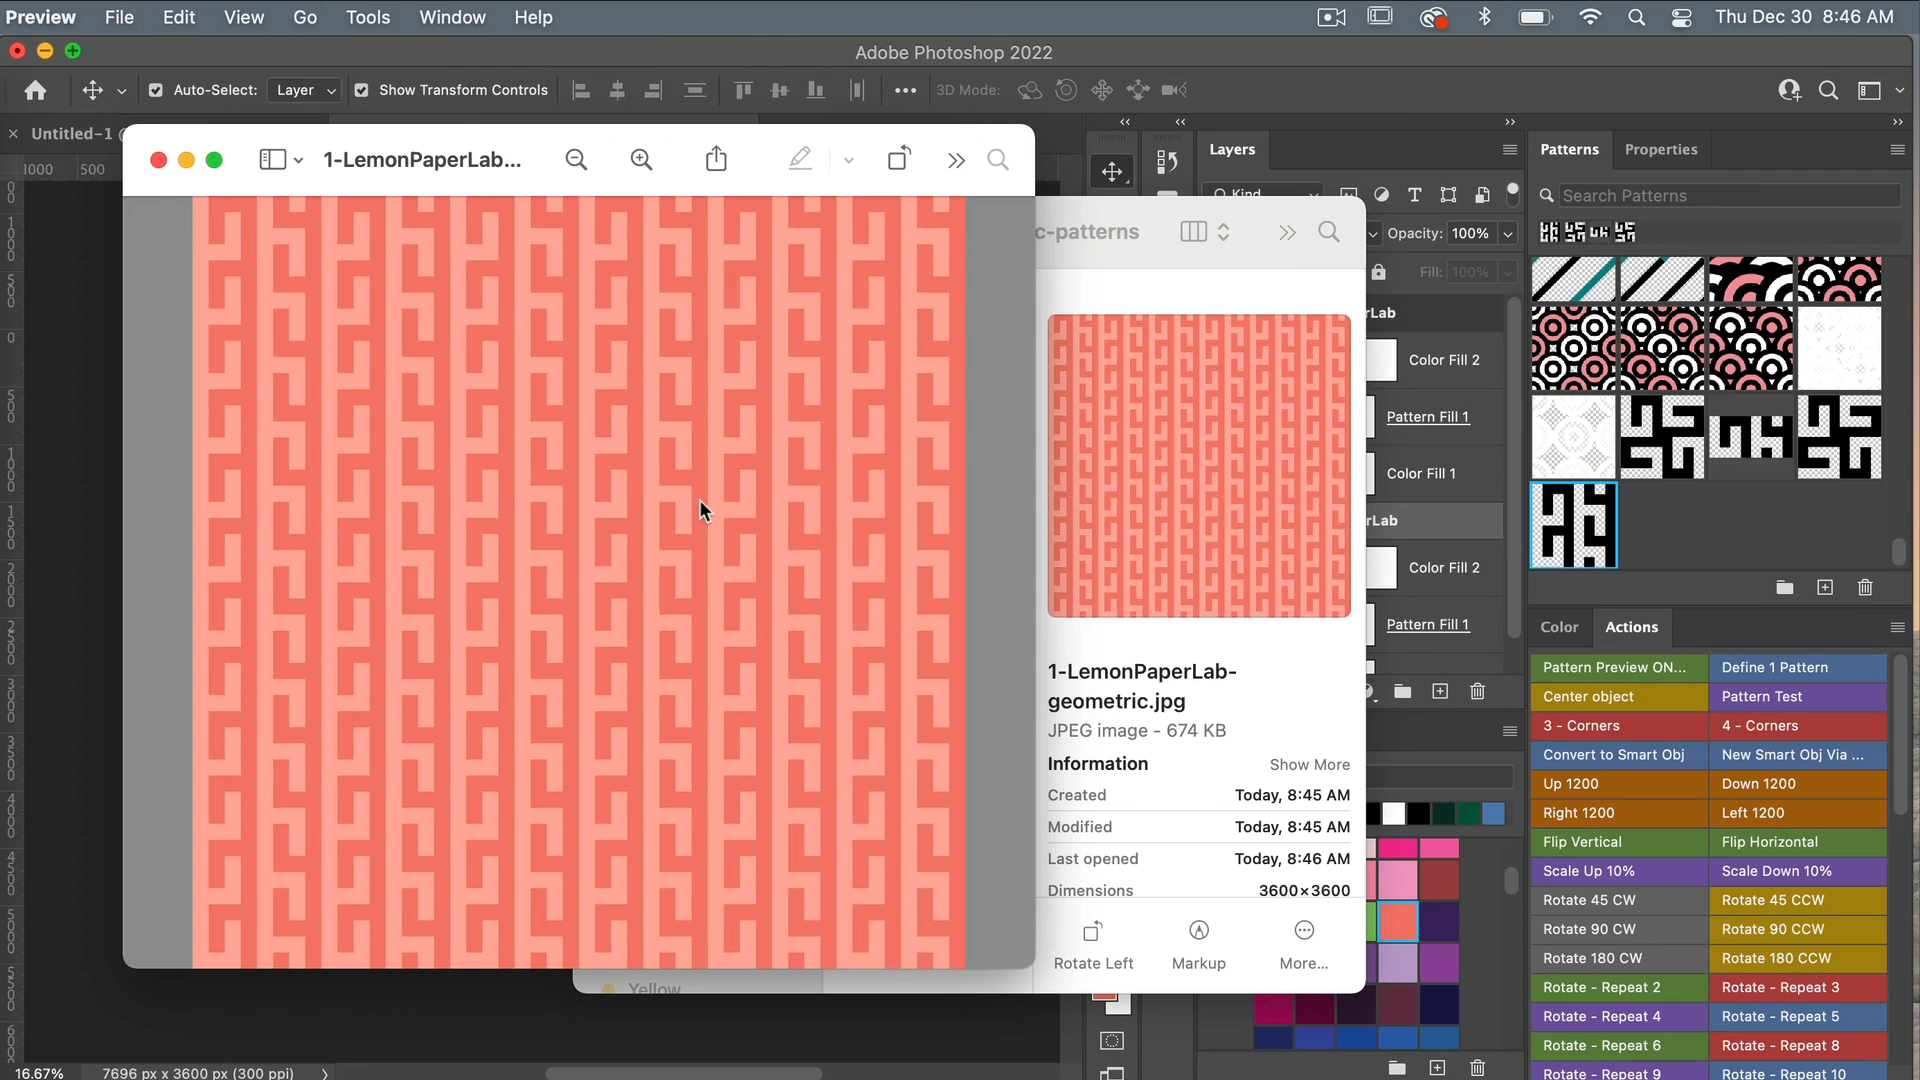 Preview File Edit View Go Tools Window Help Thu Dec 30 8:46 AM
Adobe Photoshop 2022
Auto-Select: Layer Show Transform Controls 3D Mode:
Untitled-1
1000 500
1-LemonPaperLab...
c-patterns
Layers
Kind
Opacity: 100%
Fill: 100%
rLab
Color Fill 2
Pattern Fill 1
Color Fill 1
rLab
Color Fill 2
Pattern Fill 1
Patterns Properties
Search Patterns
1-LemonPaperLab-
geometric.jpg
JPEG image - 674 KB
Information Show More
Created Today, 8:45 AM
Modified Today, 8:45 AM
Last opened Today, 8:46 AM
Dimensions 3600×3600
Rotate Left Markup More...
Yellow
Color Actions
Pattern Preview ON... Define 1 Pattern
Center object Pattern Test
3 - Corners 4 - Corners
Convert to Smart Obj New Smart Obj Via ...
Up 1200 Down 1200
Right 1200 Left 1200
Flip Vertical Flip Horizontal
Scale Up 10% Scale Down 10%
Rotate 45 CW Rotate 45 CCW
Rotate 90 CW Rotate 90 CCW
Rotate 180 CW Rotate 180 CCW
Rotate - Repeat 2 Rotate - Repeat 3
Rotate - Repeat 4 Rotate - Repeat 5
Rotate - Repeat 6 Rotate - Repeat 8
Rotate - Repeat 9 Rotate - Repeat 10
16.67% 7696 px x 3600 px (300 ppi)